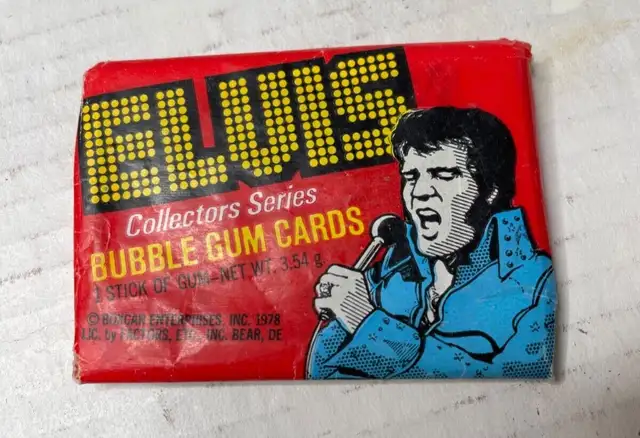 ELVIS
Collectors Series
BUBBLE GUM CARDS
1 STICK OF GUM-NET WT. 3.54 g
© BOXCAR ENTERPRISES, INC. 1978
LIC. by FACTORS, ETC., INC. BEAR, DE